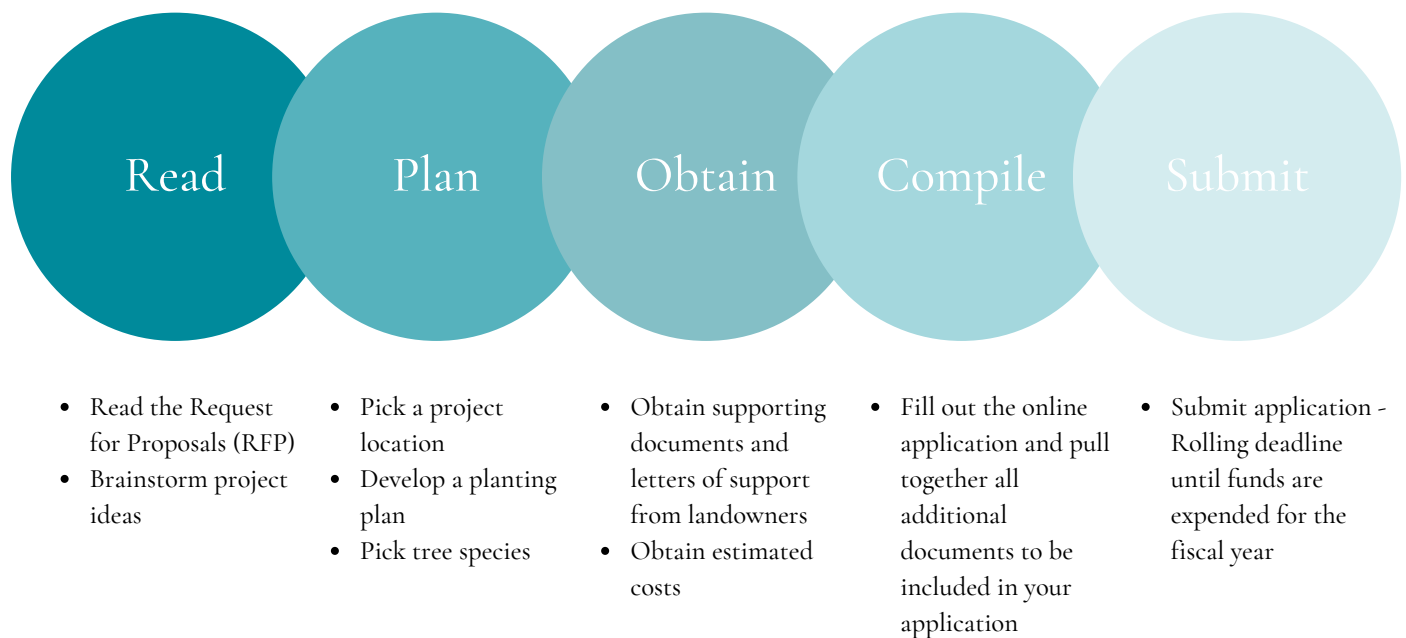 Read
Plan
Obtain
Compile
Submit
• Read the Request
for Proposals (RFP)
• Brainstorm project
ideas
• Pick a project
location
• Develop a planting
plan
• Pick tree species
• Obtain supporting
documents and
letters of support
from landowners
• Obtain estimated
costs
• Fill out the online
application and pull
together all
additional
documents to be
included in your
application
• Submit application -
Rolling deadline
until funds are
expended for the
fiscal year